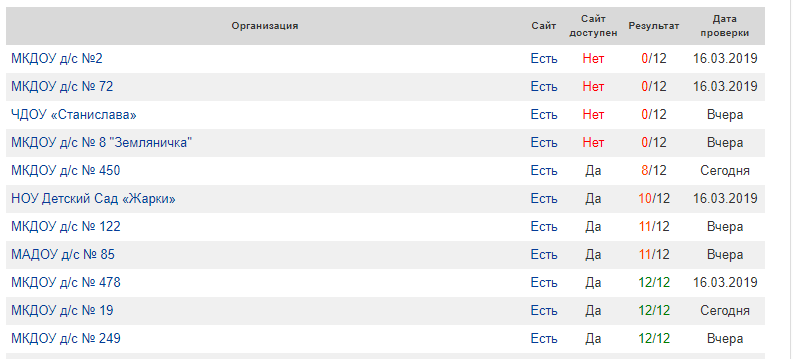 Организация Сайт Сайт доступен Результат Дата проверки
МКДОУ д/с №2 Есть Нет 0/12 16.03.2019
МКДОУ д/с № 72 Есть Нет 0/12 16.03.2019
ЧДОУ «Станислава» Есть Нет 0/12 Вчера
МКДОУ д/с № 8 "Земляничка" Есть Нет 0/12 Вчера
МКДОУ д/с № 450 Есть Да 8/12 Сегодня
НОУ Детский Сад «Жарки» Есть Да 10/12 16.03.2019
МКДОУ д/с № 122 Есть Да 11/12 Вчера
МАДОУ д/с № 85 Есть Да 11/12 Вчера
МКДОУ д/с № 478 Есть Да 12/12 16.03.2019
МКДОУ д/с № 19 Есть Да 12/12 Сегодня
МКДОУ д/с № 249 Есть Да 12/12 Вчера